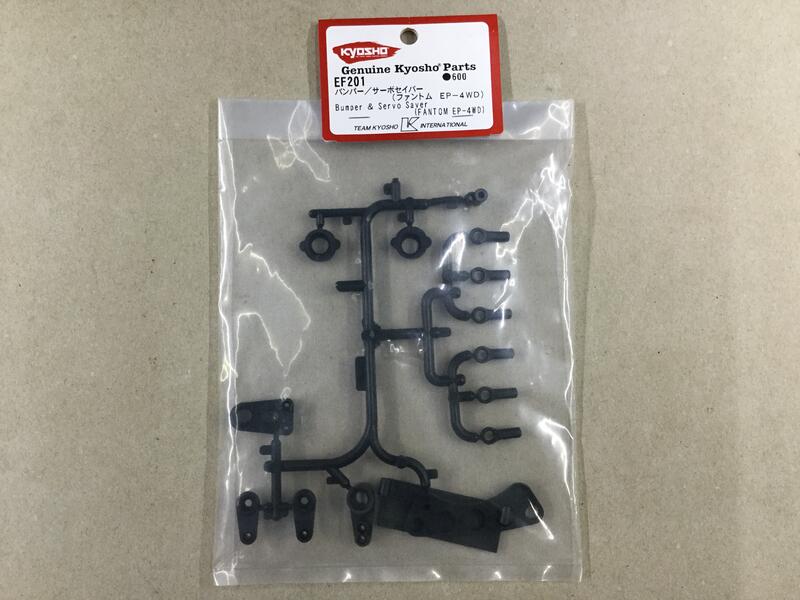 KYOSHO
Genuine Kyosho® Parts
EF201 ●600
バンパー／サーボセイバー
(ファントム EP-4WD)
Bumper & Servo Saver
(FANTOM EP-4WD)
TEAM KYOSHO K INTERNATIONAL